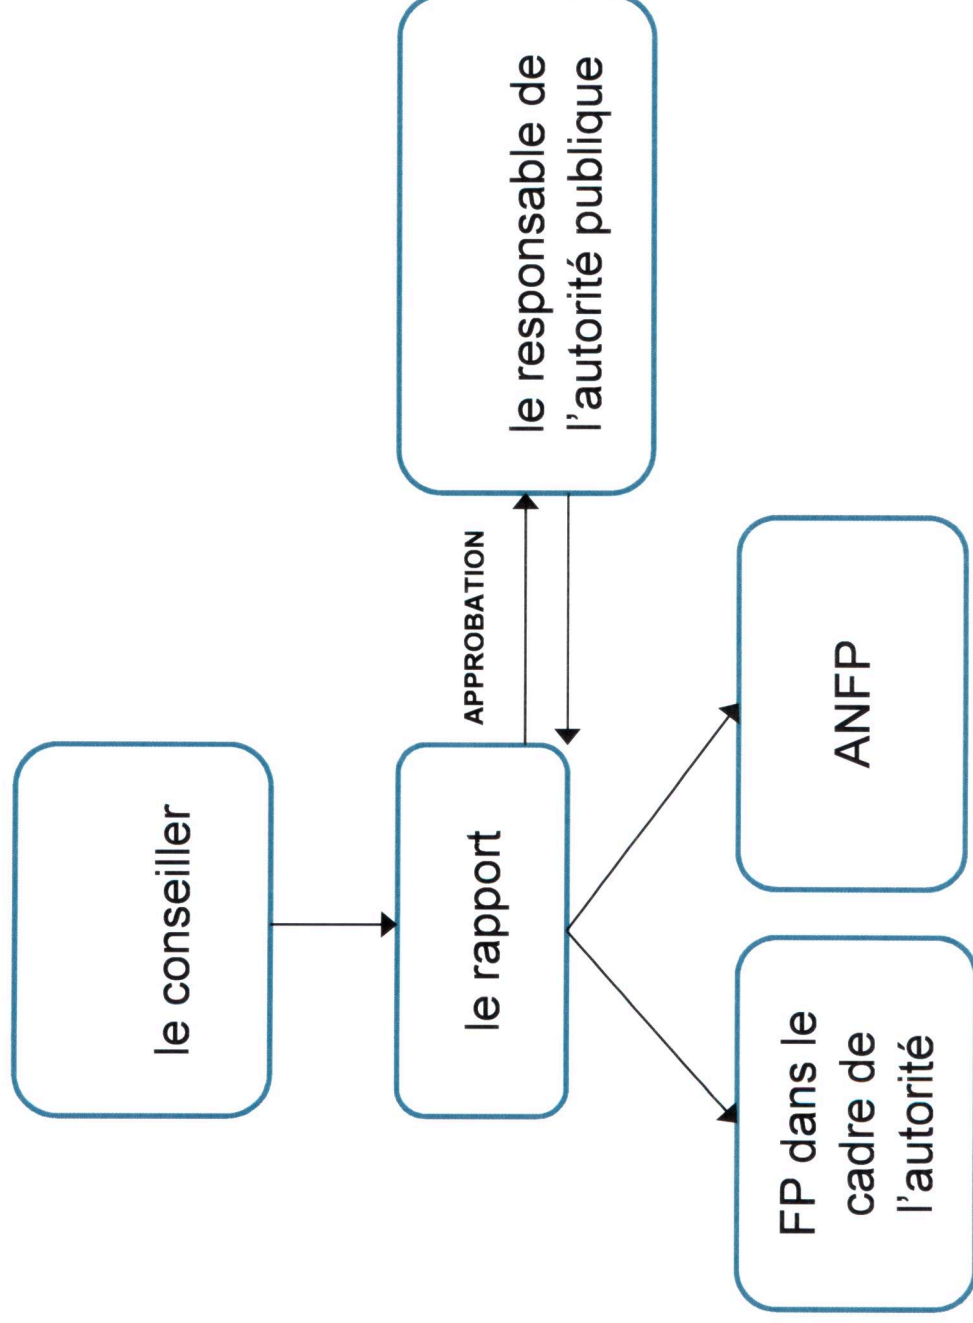 le conseiller
le rapport
APPROBATION
le responsable de
l'autorité publique
FP dans le
cadre de
l'autorité
ANFP